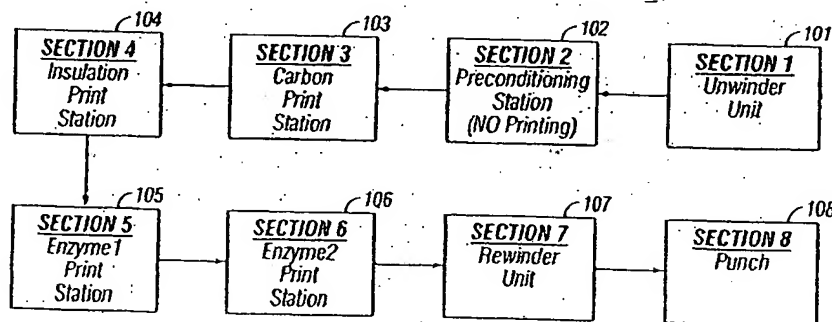 104
SECTION 4
Insulation
Print
Station
103
SECTION 3
Carbon
Print
Station
102
SECTION 2
Preconditioning
Station
(NO Printing)
101
SECTION 1
Unwinder
Unit
105
SECTION 5
Enzyme1
Print
Station
106
SECTION 6
Enzyme2
Print
Station
107
SECTION 7
Rewinder
Unit
108
SECTION 8
Punch